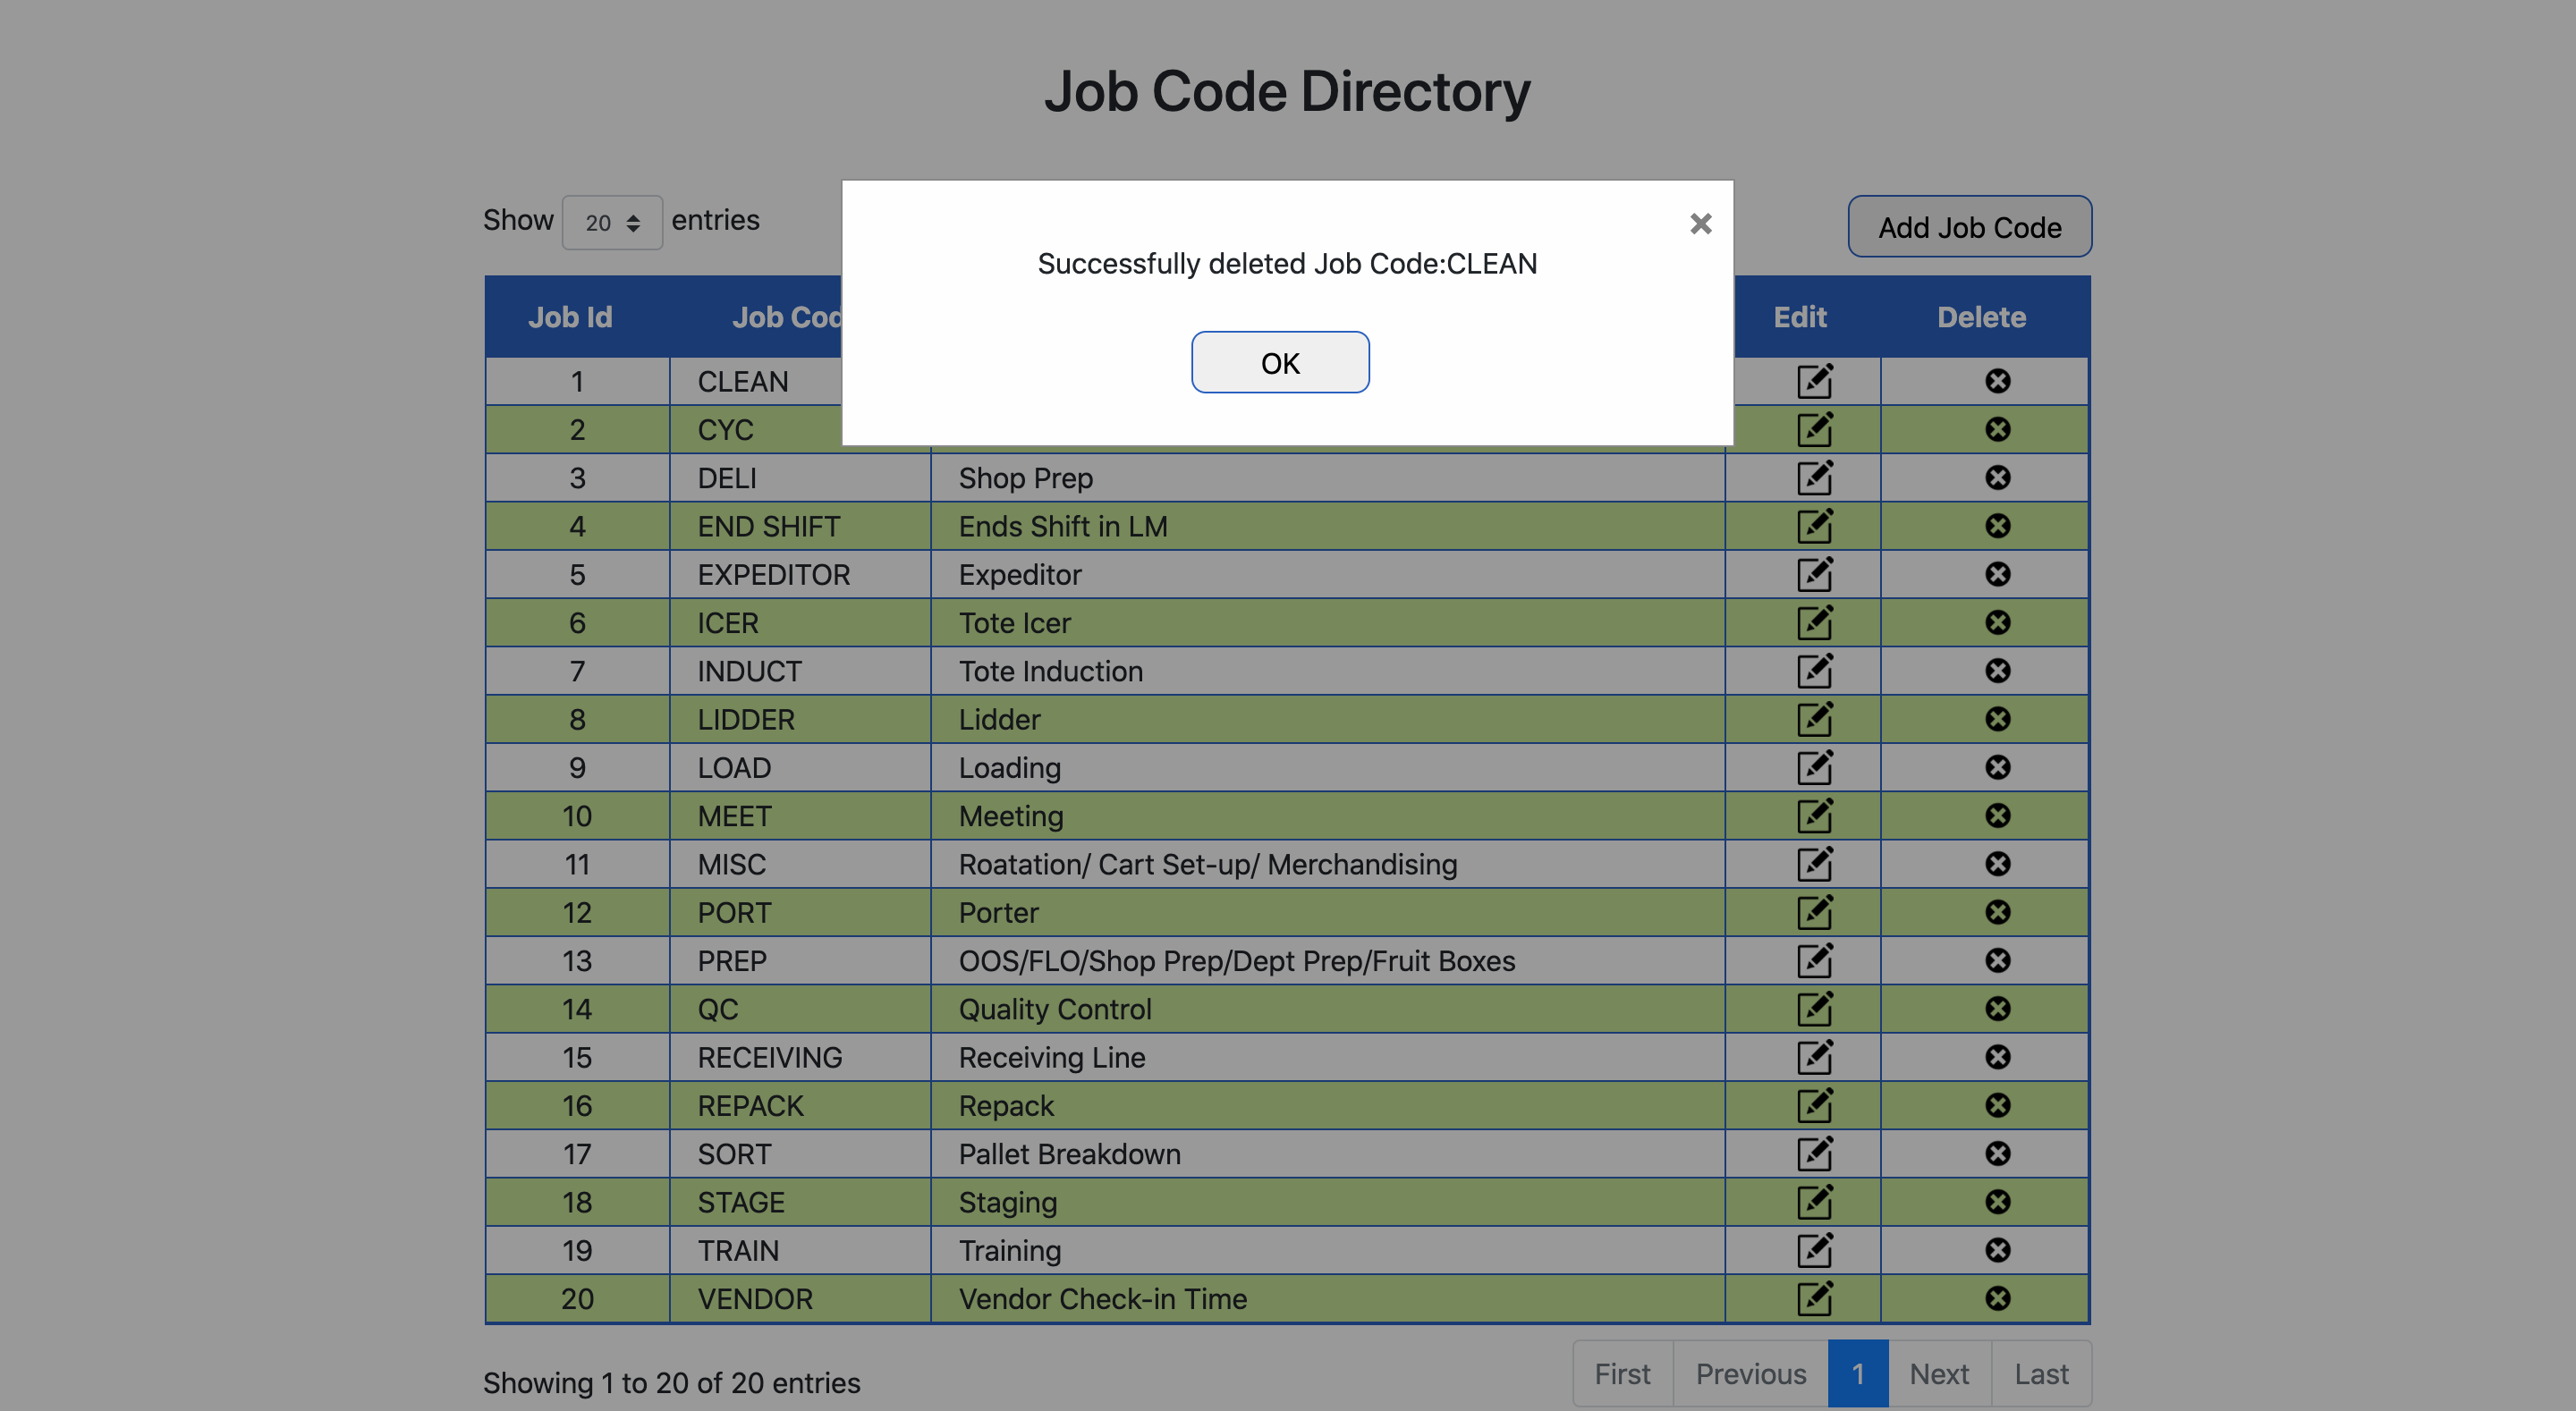 Job Code Directory
Show 20 entries
Add Job Code
Successfully deleted Job Code:CLEAN
OK
Job Id Job Cod Edit Delete
1 CLEAN
2 CYC
3 DELI Shop Prep
4 END SHIFT Ends Shift in LM
5 EXPEDITOR Expeditor
6 ICER Tote Icer
7 INDUCT Tote Induction
8 LIDDER Lidder
9 LOAD Loading
10 MEET Meeting
11 MISC Roatation/ Cart Set-up/ Merchandising
12 PORT Porter
13 PREP OOS/FLO/Shop Prep/Dept Prep/Fruit Boxes
14 QC Quality Control
15 RECEIVING Receiving Line
16 REPACK Repack
17 SORT Pallet Breakdown
18 STAGE Staging
19 TRAIN Training
20 VENDOR Vendor Check-in Time
Showing 1 to 20 of 20 entries
First Previous 1 Next Last